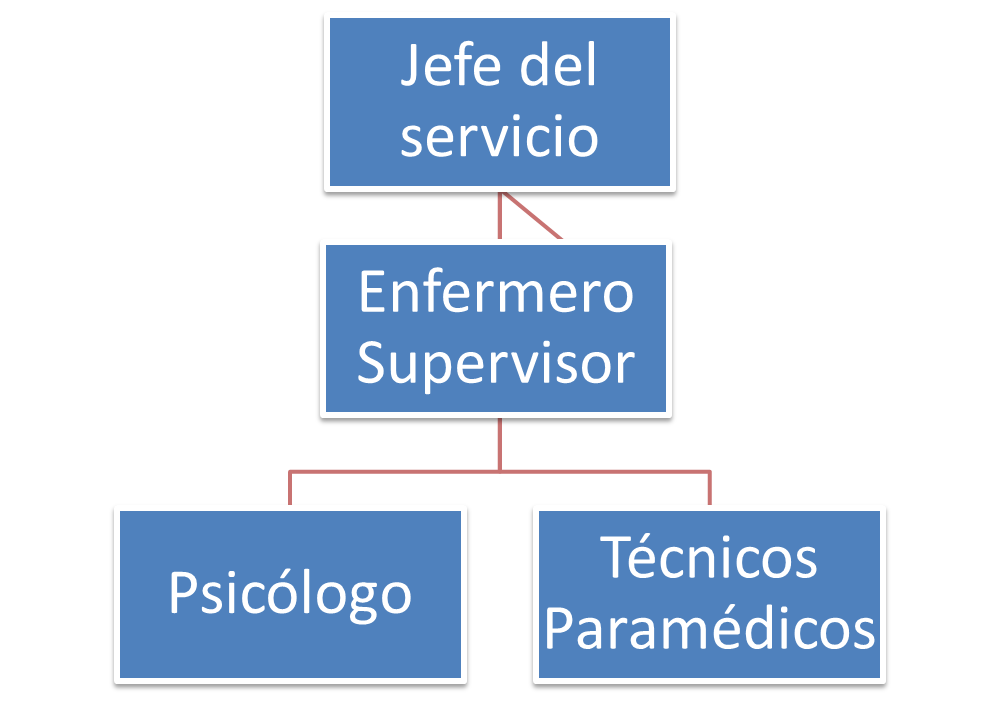 Jefe del
servicio
Enfermero
Supervisor
Psicólogo
Técnicos
Paramédicos